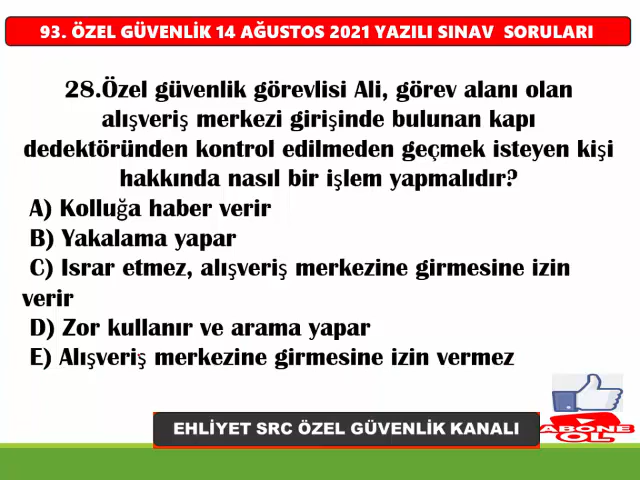 93. ÖZEL GÜVENLİK 14 AĞUSTOS 2021 YAZILI SINAV SORULARI
28.Özel güvenlik görevlisi Ali, görev alanı olan
alışveriş merkezi girişinde bulunan kapı
dedektöründen kontrol edilmeden geçmek isteyen kişi
hakkında nasıl bir işlem yapmalıdır?
A) Kolluğa haber verir
B) Yakalama yapar
C) Israr etmez, alışveriş merkezine girmesine izin
verir
D) Zor kullanır ve arama yapar
E) Alışveriş merkezine girmesine izin vermez
EHLİYET SRC ÖZEL GÜVENLİK KANALI
ABONE
OL